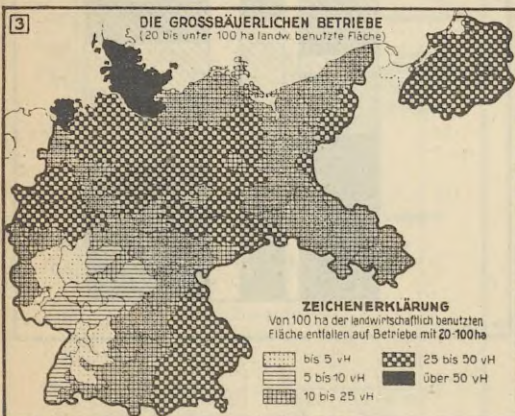 3
DIE GROSSBÄUERLICHEN BETRIEBE
(20 bis unter 100 ha landw. benutzte Fläche)
ZEICHENERKLÄRUNG
Von 100 ha der landwirtschaftlich benutzten
Fläche entfallen auf Betriebe mit 20-100ha
bis 5 vH
5 bis 10 vH
10 bis 25 vH
25 bis 50 vH
über 50 vH